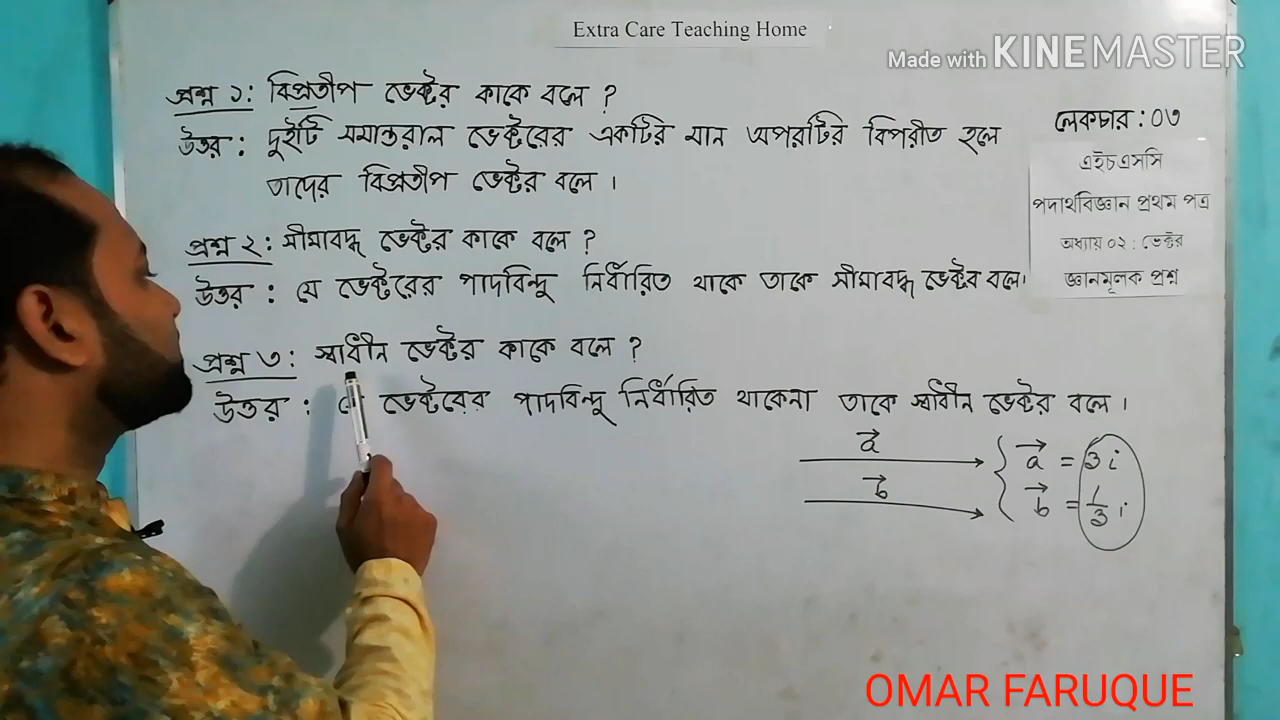 Extra Care Teaching Home
Made with KINEMASTER
প্রশ্ন ১: বিপ্রতীপ ভেক্টর কাকে বলে ?
উত্তর : দুইটি সমান্তরাল ভেক্টরের একটির মান অপরটির বিপরীত হলে
তাদের বিপ্রতীপ ভেক্টর বলে ।
প্রশ্ন ২ : সীমাবদ্ধ ভেক্টর কাকে বলে ?
উত্তর : যে ভেক্টরের পাদবিন্দু নির্ধারিত থাকে তাকে সীমাবদ্ধ ভেক্টর বলে।
প্রশ্ন ৩ : স্বাধীন ভেক্টর কাকে বলে ?
উত্তর : যে ভেক্টরের পাদবিন্দু নির্ধারিত থাকেনা তাকে স্বাধীন ভেক্টর বলে ।
লেকচার : ০৩
এইচএসসি
পদার্থবিজ্ঞান প্রথম পত্র
অধ্যায় ০২ : ভেক্টর
জ্ঞানমূলক প্রশ্ন
a⃗
b⃗
a⃗ = 3i
b⃗ = 1/3 i
OMAR FARUQUE